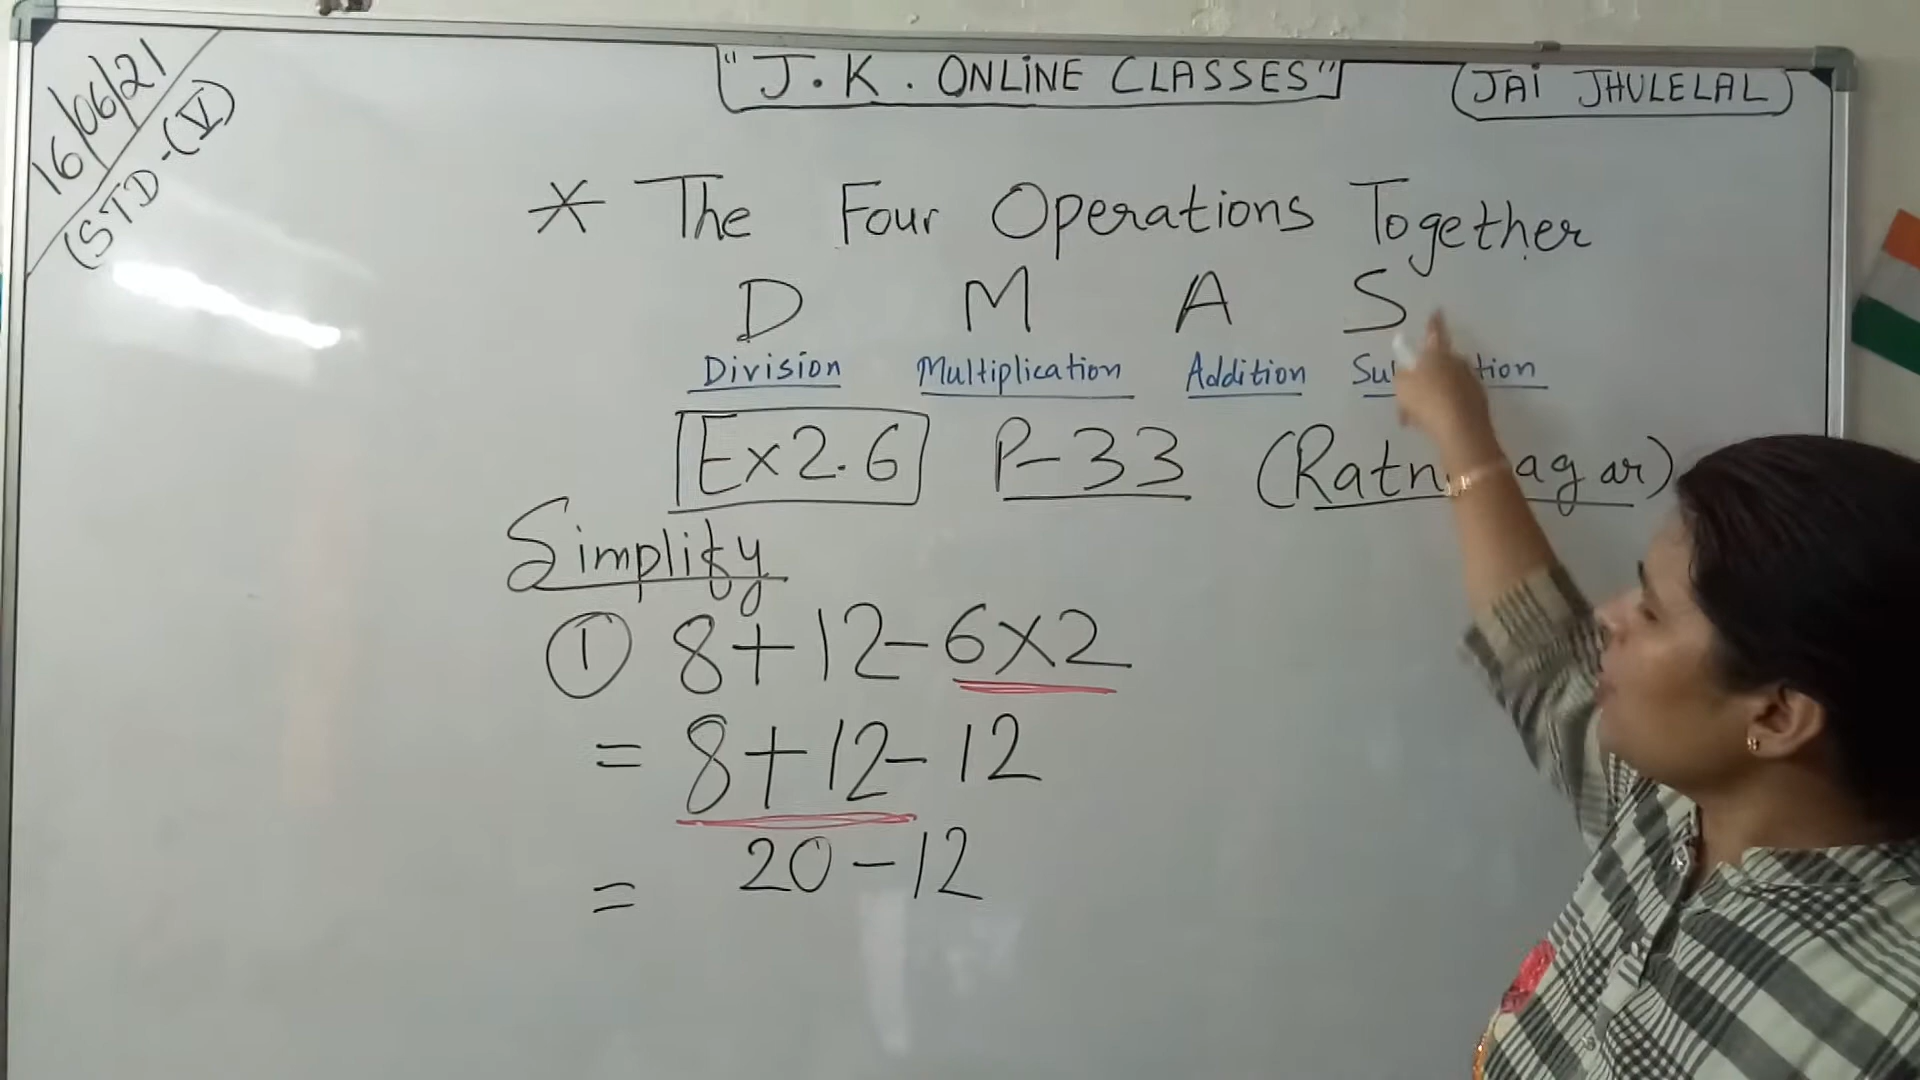 16/06/21
(STD-(V)
"J.K. ONLINE CLASSES"
(JAI JHULELAL)
* The Four Operations Together
D M A S
Division Multiplication Addition
Ex 2.6 P-33
Simplify
① 8+12-6×2
= 8+12-12
= 20-12